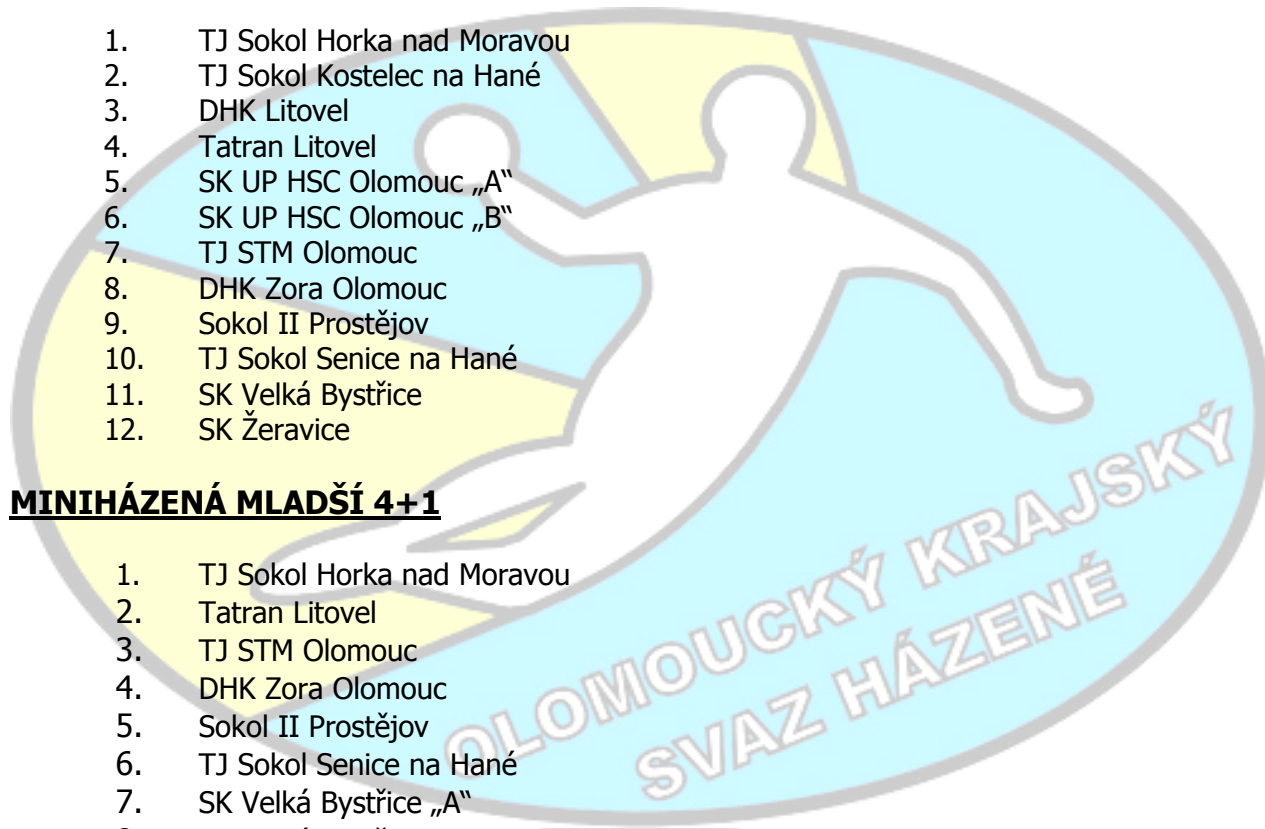 1. TJ Sokol Horka nad Moravou
2. TJ Sokol Kostelec na Hané
3. DHK Litovel
4. Tatran Litovel
5. SK UP HSC Olomouc „A“
6. SK UP HSC Olomouc „B“
7. TJ STM Olomouc
8. DHK Zora Olomouc
9. Sokol II Prostějov
10. TJ Sokol Senice na Hané
11. SK Velká Bystřice
12. SK Žeravice
MINIHÁZENÁ MLADŠÍ 4+1
1. TJ Sokol Horka nad Moravou
2. Tatran Litovel
3. TJ STM Olomouc
4. DHK Zora Olomouc
5. Sokol II Prostějov
6. TJ Sokol Senice na Hané
7. SK Velká Bystřice „A“
OLOMOUCKÝ KRAJSKÝ
SVAZ HÁZENÉ